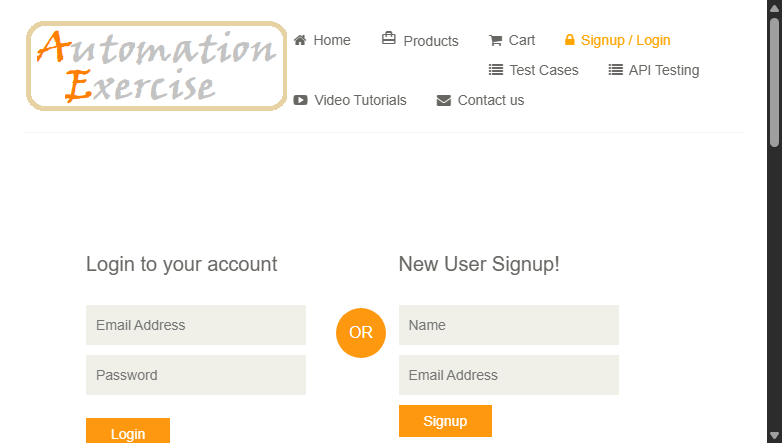 Automation
Exercise
Home
Products
Cart
Signup / Login
Test Cases
API Testing
Video Tutorials
Contact us
Login to your account
Email Address
Password
Login
OR
New User Signup!
Name
Email Address
Signup